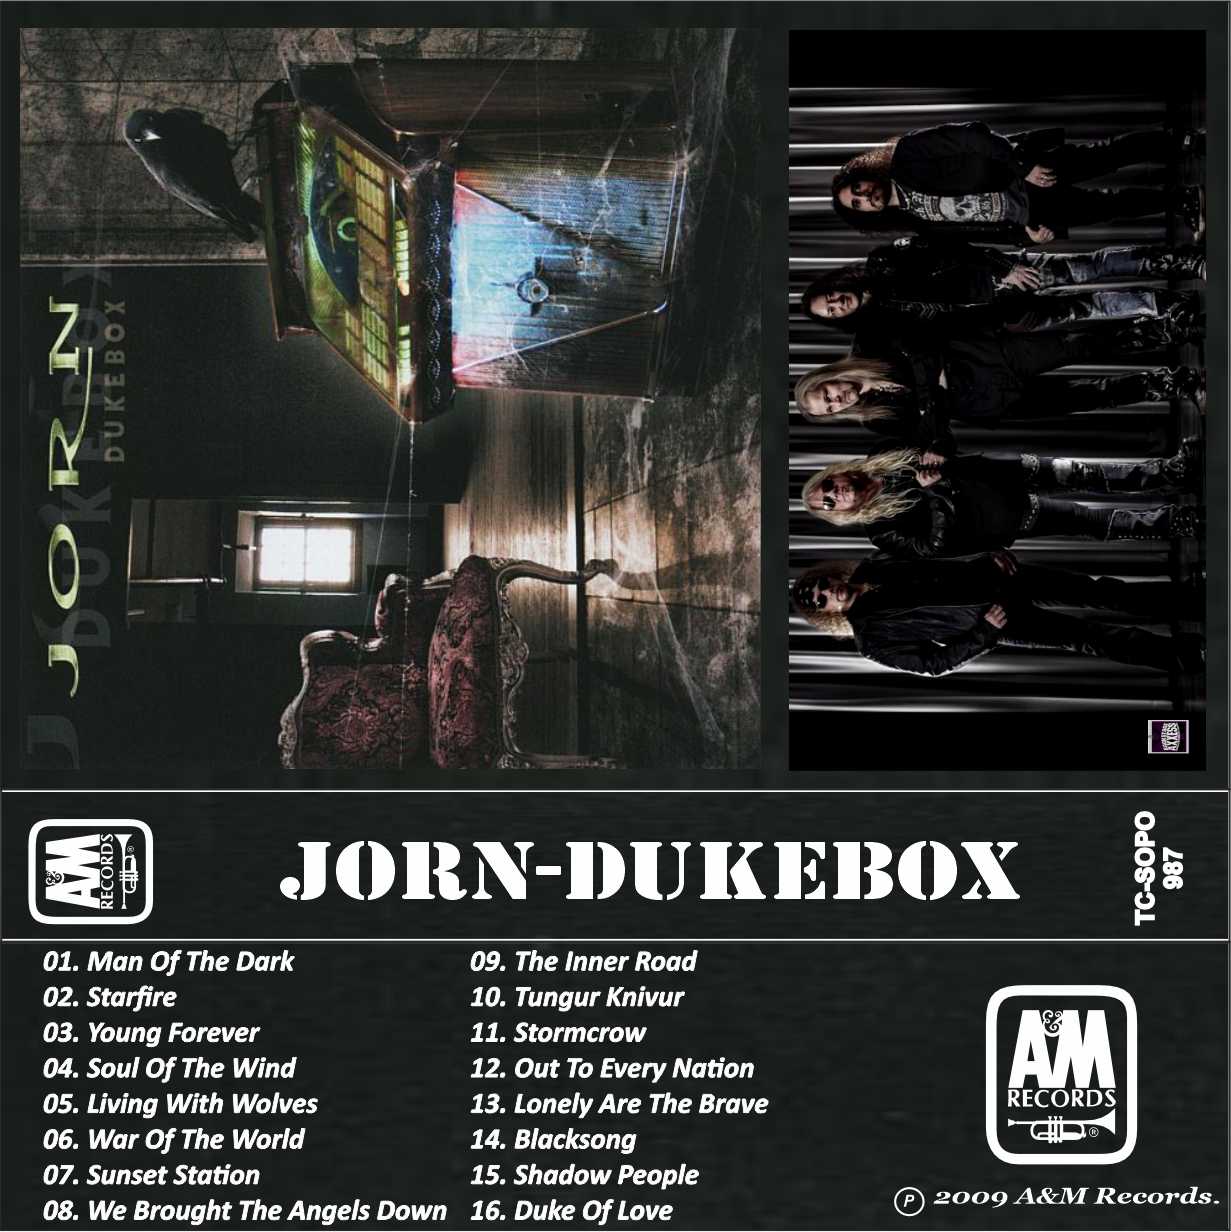 JORN
DUKEBOX
DUKEBOX
A&M
RECORDS
®
JORN-DUKEBOX
TC-SOPO
987
01. Man Of The Dark
02. Starfire
03. Young Forever
04. Soul Of The Wind
05. Living With Wolves
06. War Of The World
07. Sunset Station
08. We Brought The Angels Down
09. The Inner Road
10. Tungur Knivur
11. Stormcrow
12. Out To Every Nation
13. Lonely Are The Brave
14. Blacksong
15. Shadow People
16. Duke Of Love
A&M
RECORDS
®
℗ 2009 A&M Records.